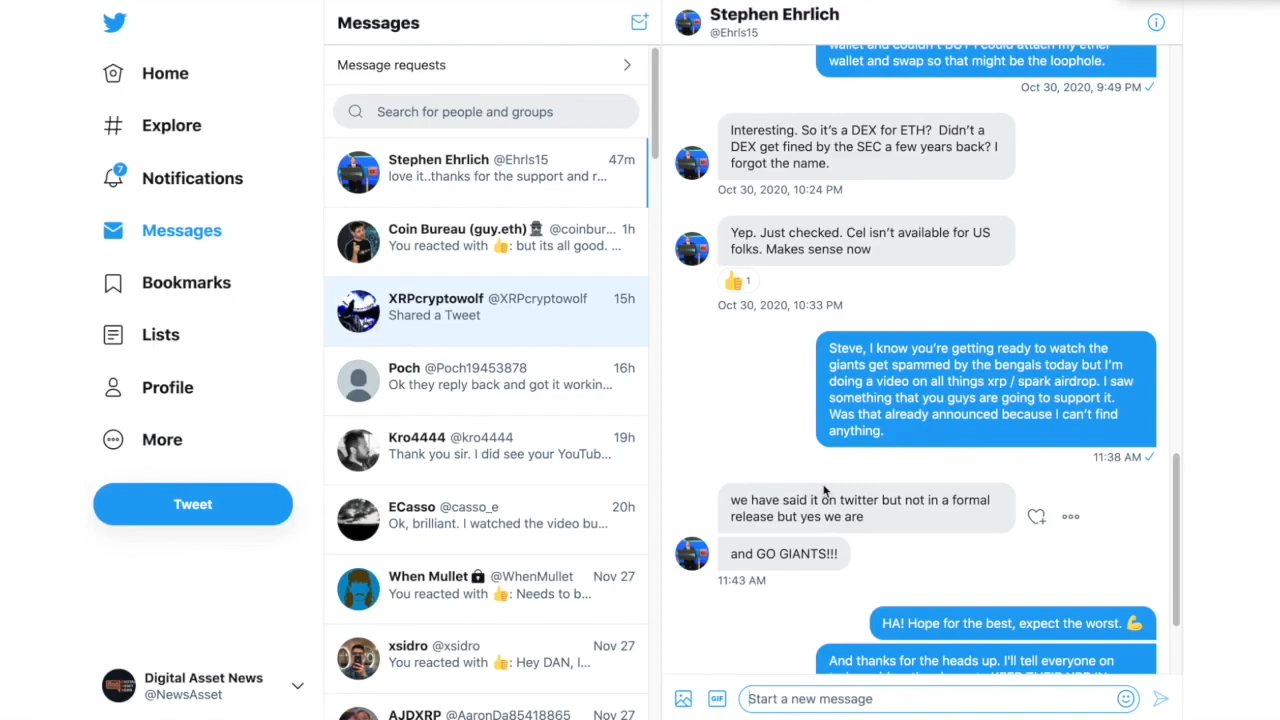 Home
Explore
7
Notifications
Messages
Bookmarks
Lists
Profile
More
Tweet
Digital Asset News
@NewsAsset
Messages
Message requests
Search for people and groups
Stephen Ehrlich @Ehrls15 47m
love it..thanks for the support and r...
Coin Bureau (guy.eth) @coinbur... 1h
You reacted with 👍: but its all good. ...
XRPcryptowolf @XRPcryptowolf 15h
Shared a Tweet
Poch @Poch19453878 16h
Ok they reply back and got it workin...
Kro4444 @kro4444 19h
Thank you sir. I did see your YouTub...
ECasso @casso_e 20h
Ok, brilliant. I watched the video bu...
When Mullet @WhenMullet Nov 27
You reacted with 👍: Needs to b...
xsidro @xsidro Nov 27
You reacted with 👍: Hey DAN, I...
AJDXRP @AaronDa85418865 Nov 27
Stephen Ehrlich
@Ehrls15
wallet and swap so that might be the loophole.
Oct 30, 2020, 9:49 PM
Interesting. So it's a DEX for ETH? Didn't a
DEX get fined by the SEC a few years back? I
forgot the name.
Oct 30, 2020, 10:24 PM
Yep. Just checked. Cel isn't available for US
folks. Makes sense now
👍 1
Oct 30, 2020, 10:33 PM
Steve, I know you're getting ready to watch the
giants get spammed by the bengals today but I'm
doing a video on all things xrp / spark airdrop. I saw
something that you guys are going to support it.
Was that already announced because I can't find
anything.
11:38 AM
we have said it on twitter but not in a formal
release but yes we are
and GO GIANTS!!!
11:43 AM
HA! Hope for the best, expect the worst. 💪
And thanks for the heads up. I'll tell everyone on
GIF
Start a new message